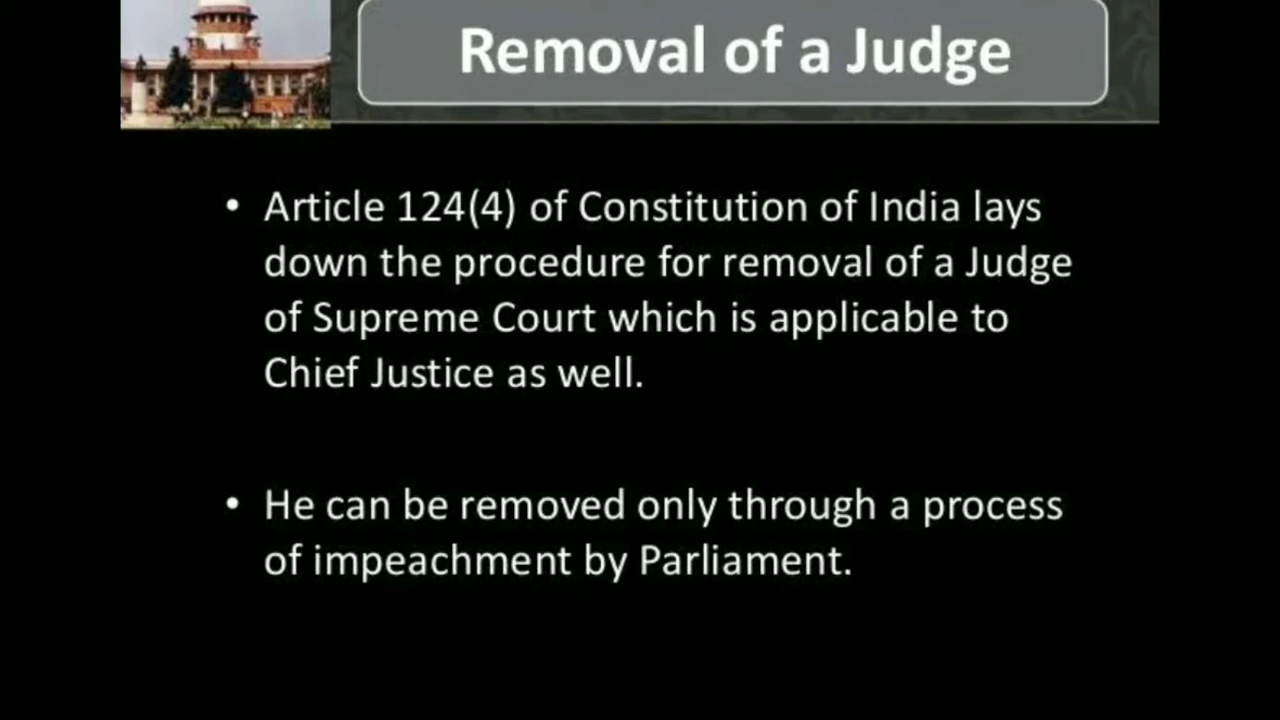 Removal of a Judge
• Article 124(4) of Constitution of India lays
down the procedure for removal of a Judge
of Supreme Court which is applicable to
Chief Justice as well.
• He can be removed only through a process
of impeachment by Parliament.